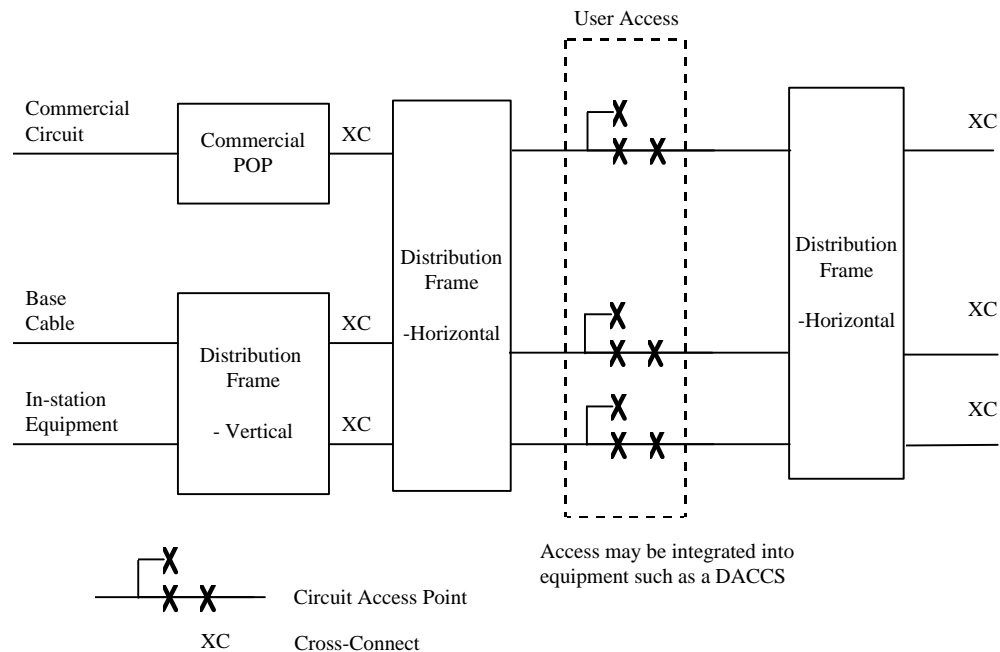 User Access
Commercial
Circuit
Commercial
POP
XC
XC
Distribution
Frame
-Horizontal
Distribution
Frame
-Horizontal
Base
Cable
XC
XC
Distribution
Frame
- Vertical
In-station
Equipment
XC
XC
Access may be integrated into
equipment such as a DACCS
Circuit Access Point
XC
Cross-Connect